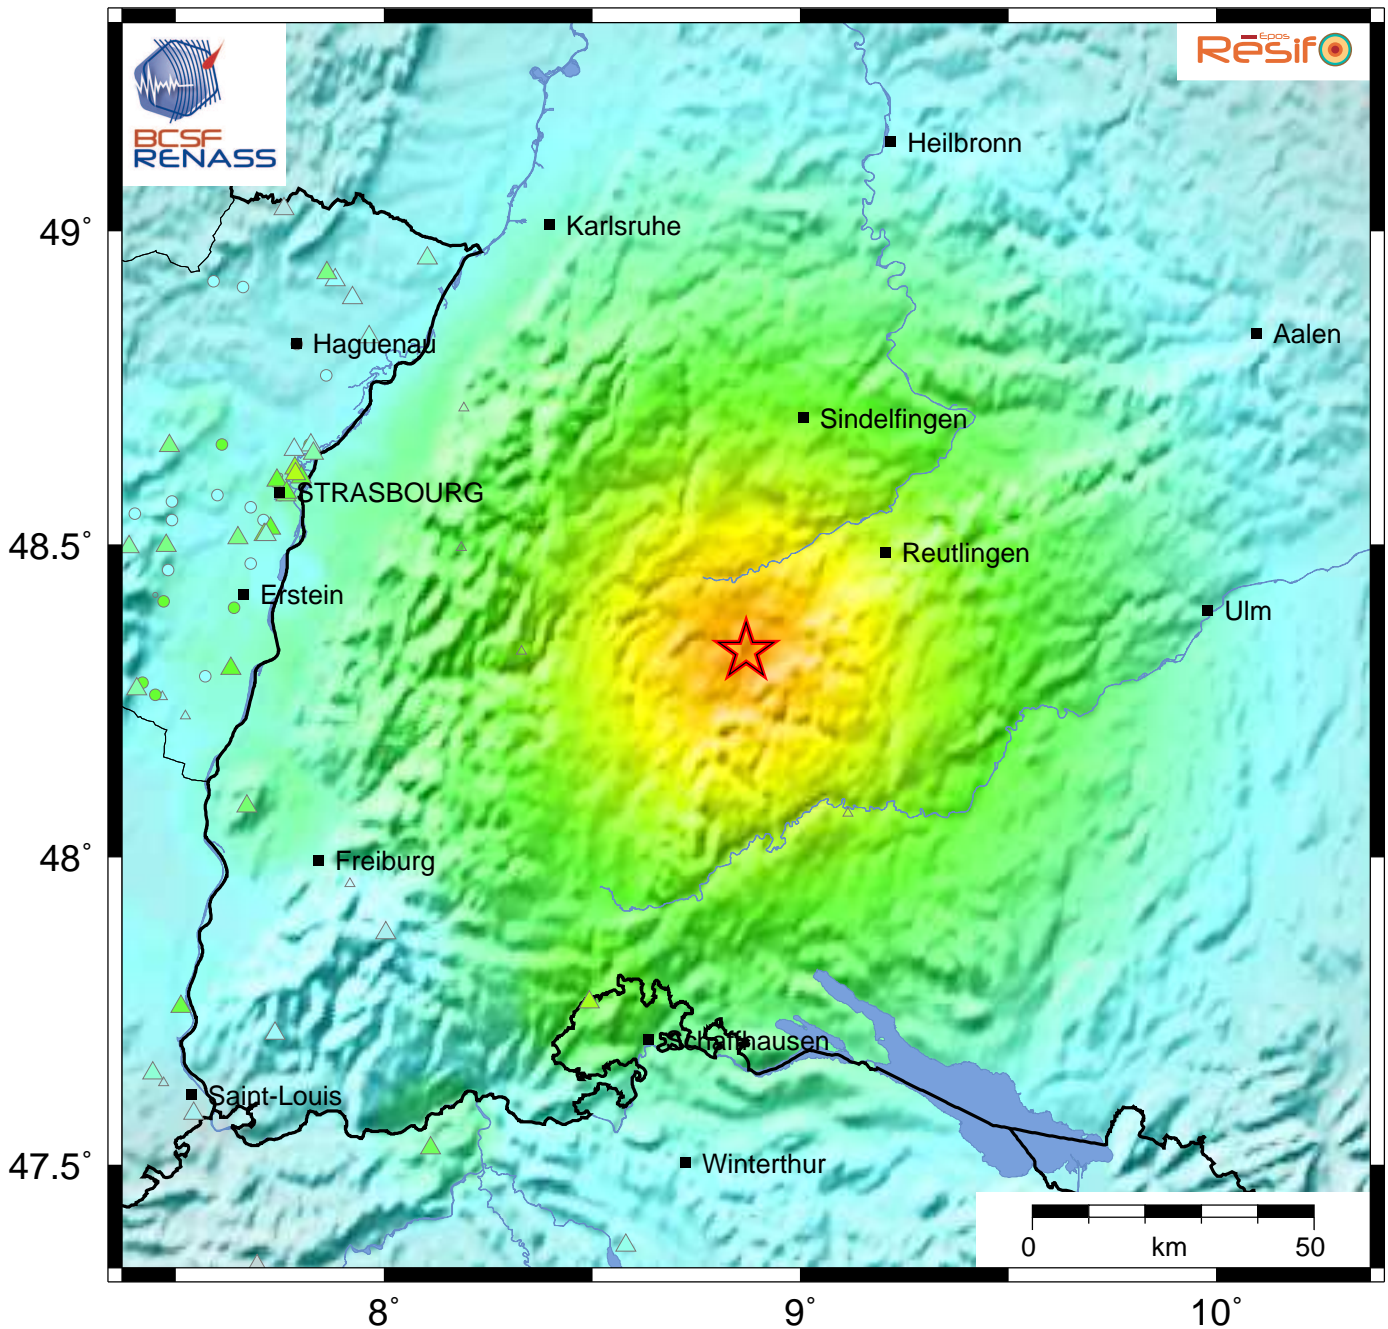 BCSF
RENASS
Epos
Résif
Heilbronn
49°
Karlsruhe
Aalen
Haguenau
Sindelfingen
STRASBOURG
48.5°
Reutlingen
Erstein
Ulm
48°
Freiburg
Schaffhausen
Saint-Louis
47.5°
Winterthur
0 km 50
8° 9° 10°